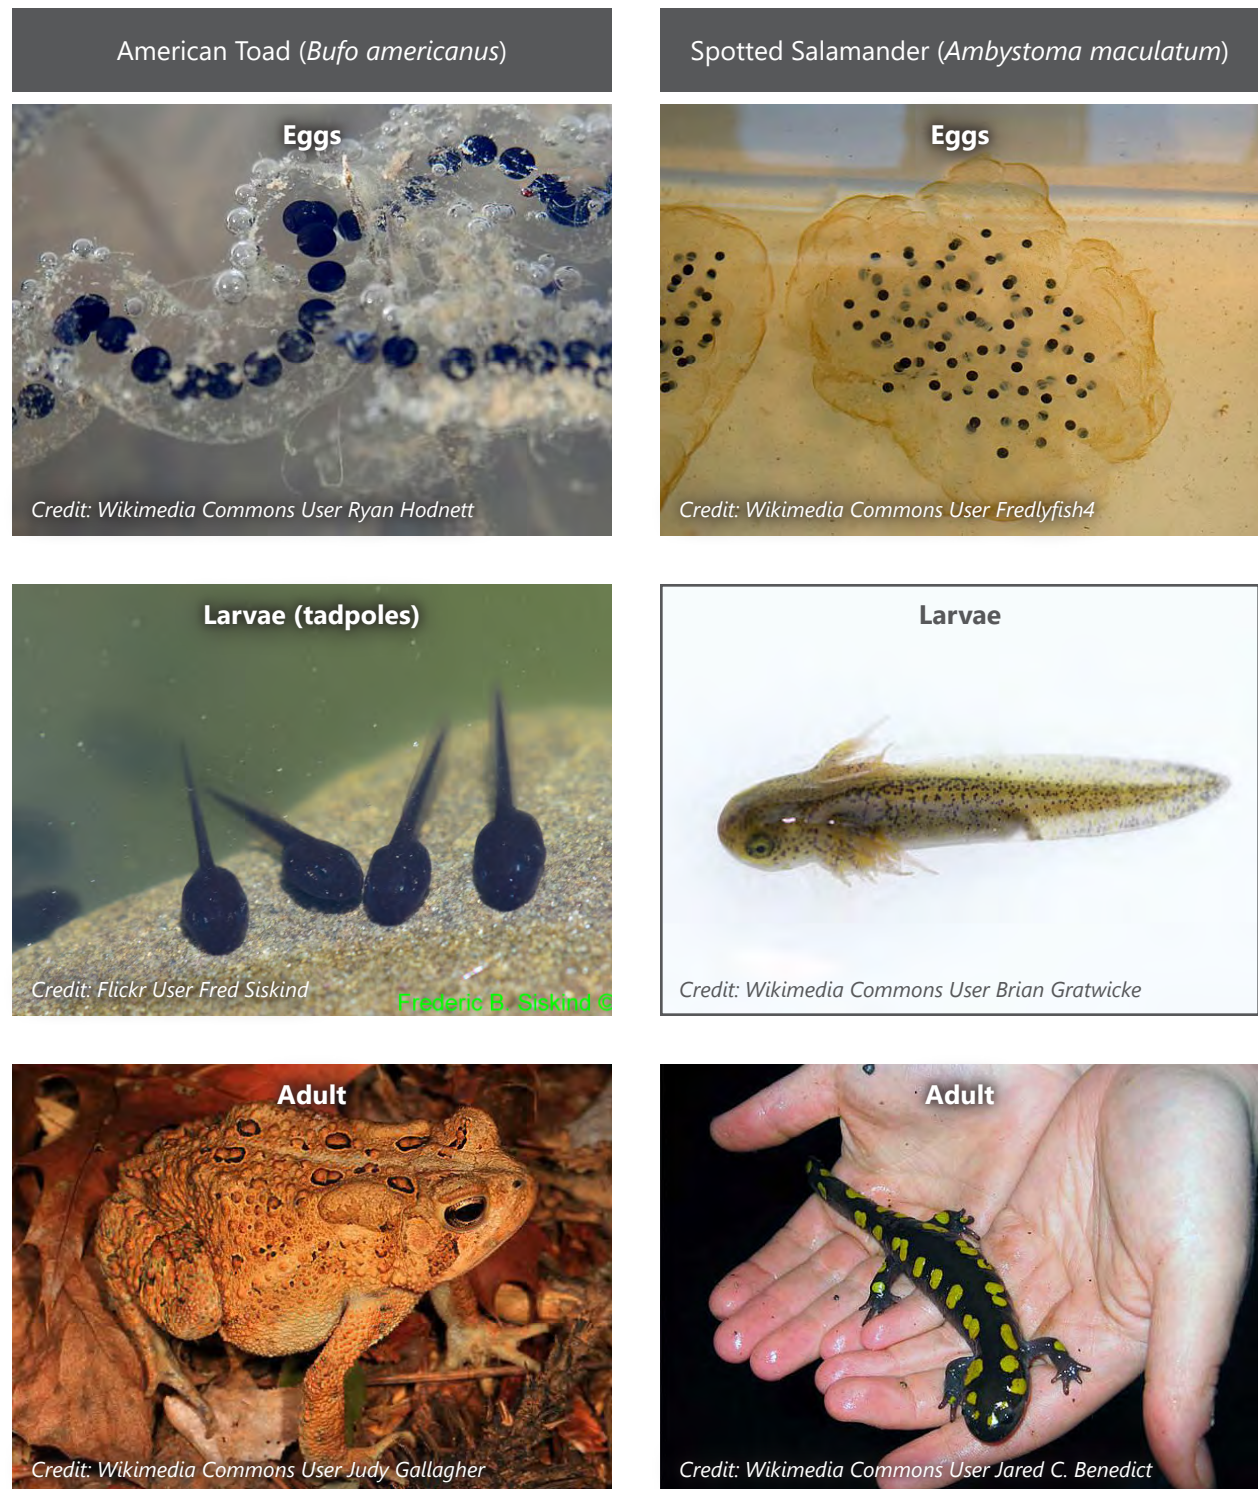 American Toad (Bufo americanus)
Spotted Salamander (Ambystoma maculatum)
Eggs
Credit: Wikimedia Commons User Ryan Hodnett
Eggs
Credit: Wikimedia Commons User Fredlyfish4
Larvae (tadpoles)
Credit: Flickr User Fred Siskind
Frederic B. Siskind ©
Larvae
Credit: Wikimedia Commons User Brian Gratwicke
Adult
Credit: Wikimedia Commons User Judy Gallagher
Adult
Credit: Wikimedia Commons User Jared C. Benedict